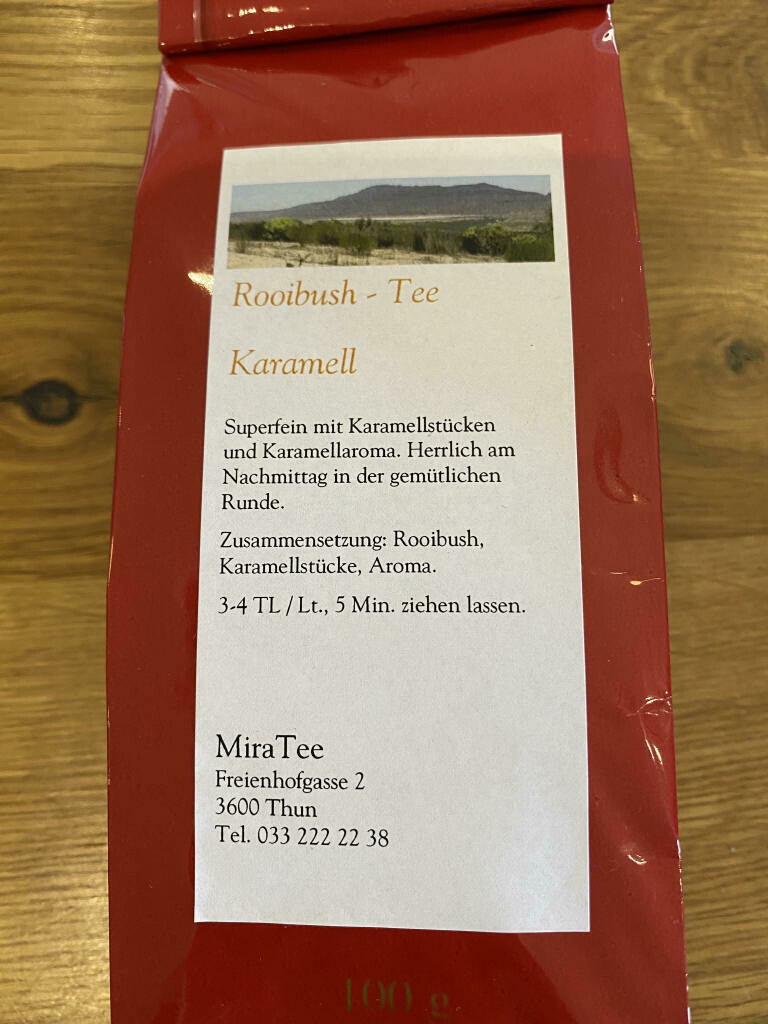 Rooibush - Tee
Karamell
Superfein mit Karamellstücken
und Karamellaroma. Herrlich am
Nachmittag in der gemütlichen
Runde.
Zusammensetzung: Rooibush,
Karamellstücke, Aroma.
3-4 TL / Lt., 5 Min. ziehen lassen.
MiraTee
Freienhofgasse 2
3600 Thun
Tel. 033 222 22 38
100 g